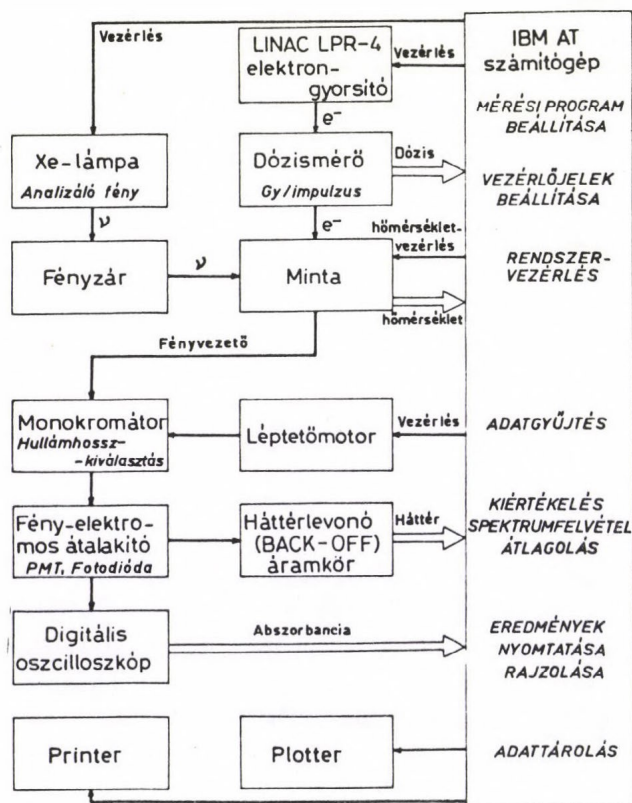 Vezérlés
LINAC LPR-4
elektron-
gyorsító
Vezérlés
IBM AT
számítógép
MÉRÉSI PROGRAM
BEÁLLÍTÁSA
e⁻
Xe-lámpa
Analizáló fény
Dózismérő
Gy/impulzus
Dózis
VEZÉRLŐJELEK
BEÁLLÍTÁSA
ν
e⁻
hőmérséklet-
vezérlés
Fényzár
ν
Minta
RENDSZER-
VEZÉRLÉS
hőmérséklet
Fényvezető
Monokromátor
Hullámhossz-
-kiválasztás
Léptetőmotor
Vezérlés
ADATGYŰJTÉS
Fény-elektro-
mos átalakító
PMT, Fotodióda
Háttérlevonó
(BACK-OFF)
áramkör
Háttér
KIÉRTÉKELÉS
SPEKTRUMFELVÉTEL
ÁTLAGOLÁS
Digitális
oszcilloszkóp
Abszorbancia
EREDMÉNYEK
NYOMTATÁSA
RAJZOLÁSA
Printer
Plotter
ADATTÁROLÁS